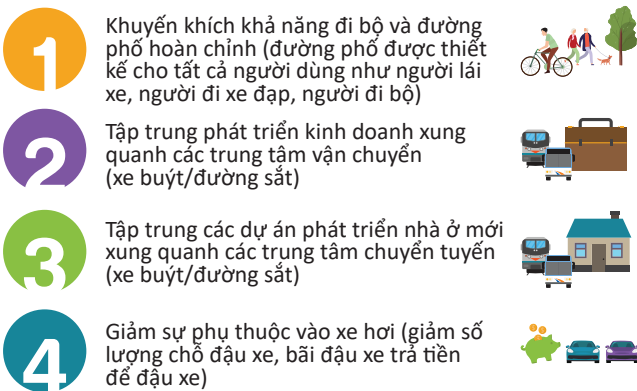 1
Khuyến khích khả năng đi bộ và đường
phố hoàn chỉnh (đường phố được thiết
kế cho tất cả người dùng như người lái
xe, người đi xe đạp, người đi bộ)
2
Tập trung phát triển kinh doanh xung
quanh các trung tâm vận chuyển
(xe buýt/đường sắt)
3
Tập trung các dự án phát triển nhà ở mới
xung quanh các trung tâm chuyển tuyến
(xe buýt/đường sắt)
4
Giảm sự phụ thuộc vào xe hơi (giảm số
lượng chỗ đậu xe, bãi đậu xe trả tiền
để đậu xe)